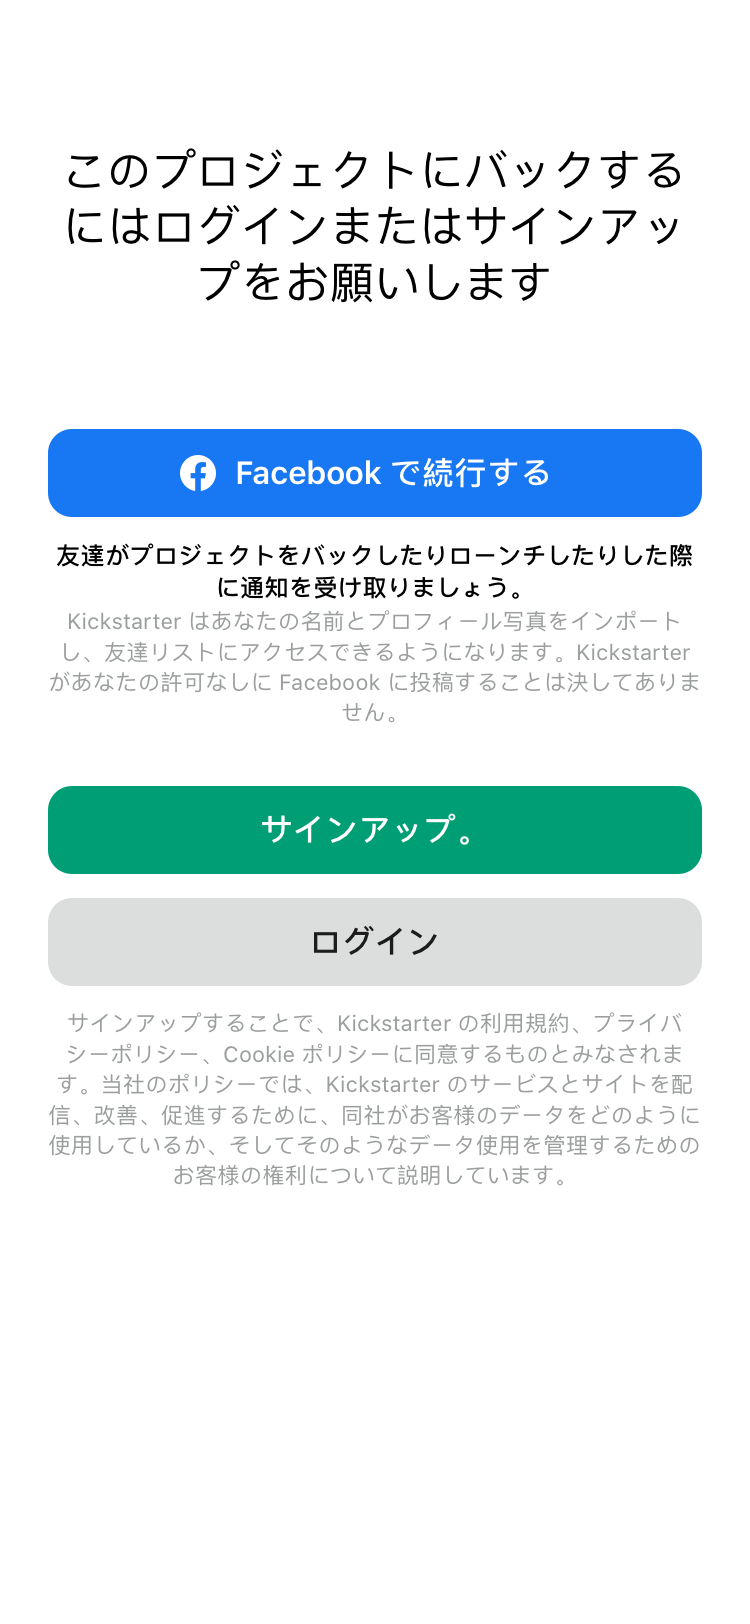 このプロジェクトにバックする
にはログインまたはサインアッ
プをお願いします
Facebook で続行する
友達がプロジェクトをバックしたりローンチしたりした際
に通知を受け取りましょう。
Kickstarter はあなたの名前とプロフィール写真をインポート
し、友達リストにアクセスできるようになります。Kickstarter
があなたの許可なしに Facebook に投稿することは決してありま
せん。
サインアップ。
ログイン
サインアップすることで、Kickstarter の利用規約、プライバ
シーポリシー、Cookie ポリシーに同意するものとみなされま
す。当社のポリシーでは、Kickstarter のサービスとサイトを配
信、改善、促進するために、同社がお客様のデータをどのように
使用しているか、そしてそのようなデータ使用を管理するための
お客様の権利について説明しています。